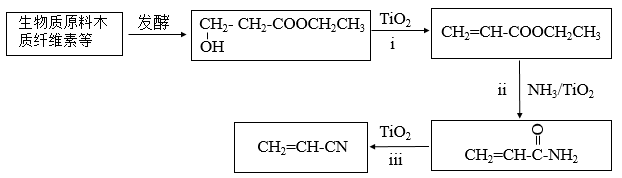 生物质原料木
质纤维素等
发酵
CH₂- CH₂-COOCH₂CH₃
OH
TiO₂
i
CH₂=CH-COOCH₂CH₃
ii
NH₃/TiO₂
O
CH₂=CH-C-NH₂
TiO₂
iii
CH₂=CH-CN